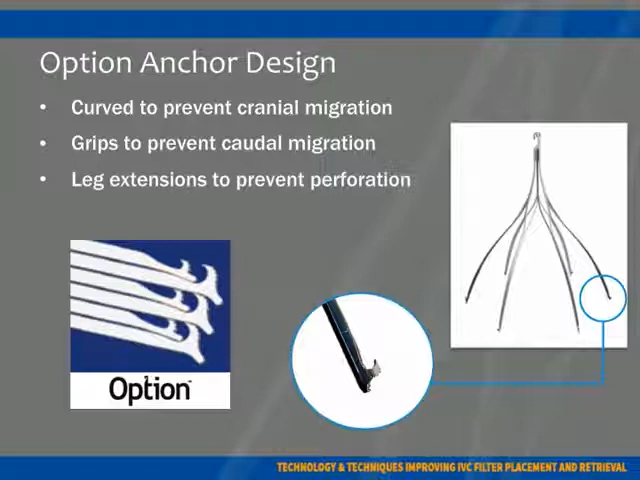 Option Anchor Design
• Curved to prevent cranial migration
• Grips to prevent caudal migration
• Leg extensions to prevent perforation
Option™
TECHNOLOGY & TECHNIQUES IMPROVING IVC FILTER PLACEMENT AND RETRIEVAL